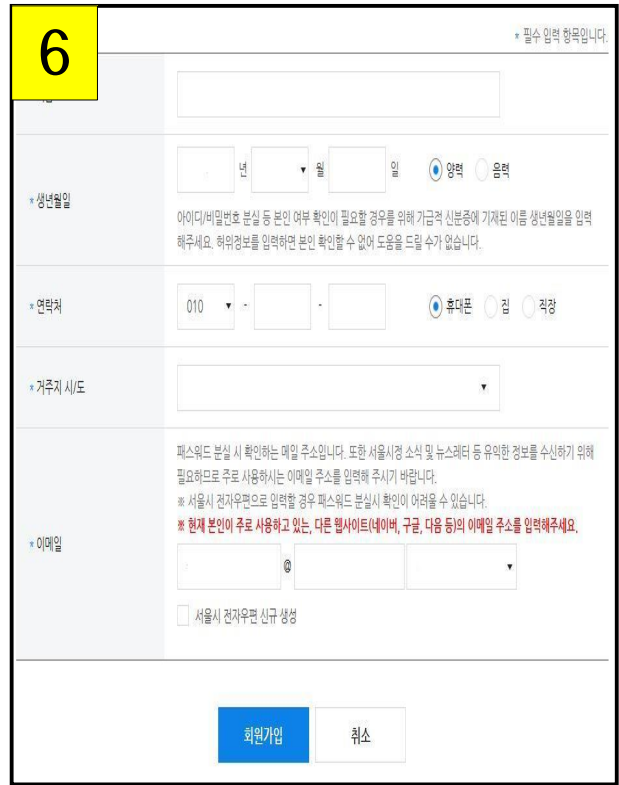 6
* 필수 입력 항목입니다.
년 ▼ 월 일 양력 음력
* 생년월일
아이디/비밀번호 분실 등 본인 여부 확인이 필요할 경우를 위해 가급적 신분증에 기재된 이름 생년월일을 입력
해주세요. 허위정보를 입력하면 본인 확인할 수 없어 도움을 드릴 수가 없습니다.
* 연락처 010 ▼ - - 휴대폰 집 직장
* 거주지 시/도 ▼
패스워드 분실 시 확인하는 메일 주소입니다. 또한 서울시정 소식 및 뉴스레터 등 유익한 정보를 수신하기 위해
필요하므로 주로 사용하시는 이메일 주소를 입력해 주시기 바랍니다.
※ 서울시 전자우편으로 입력할 경우 패스워드 분실시 확인이 어려울 수 있습니다.
※ 현재 본인이 주로 사용하고 있는, 다른 웹사이트(네이버, 구글, 다음 등)의 이메일 주소를 입력해주세요.
* 이메일
@ ▼
서울시 전자우편 신규 생성
회원가입 취소